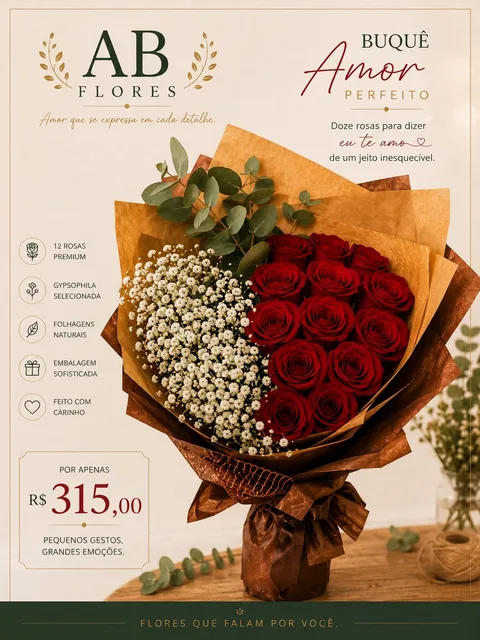 AB
FLORES
Amor que se expressa em cada detalhe.
BUQUÊ
Amor
PERFEITO
Doze rosas para dizer
eu te amo
de um jeito inesquecível.
12 ROSAS
PREMIUM
GYPSOPHILA
SELECIONADA
FOLHAGENS
NATURAIS
EMBALAGEM
SOFISTICADA
FEITO COM
CARINHO
POR APENAS
R$ 315,00
PEQUENOS GESTOS,
GRANDES EMOÇÕES.
FLORES QUE FALAM POR VOCÊ.